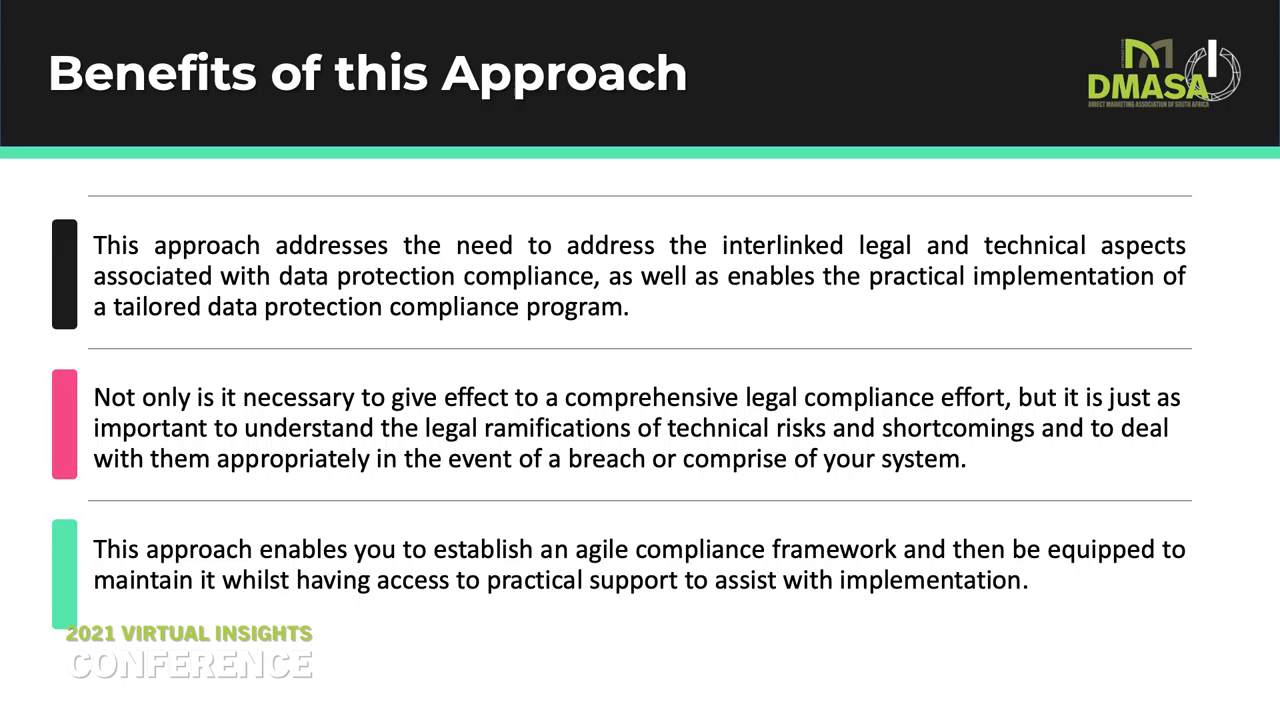 Benefits of this Approach
DMASA
DIRECT MARKETING ASSOCIATION OF SOUTH AFRICA
This approach addresses the need to address the interlinked legal and technical aspects
associated with data protection compliance, as well as enables the practical implementation of
a tailored data protection compliance program.
Not only is it necessary to give effect to a comprehensive legal compliance effort, but it is just as
important to understand the legal ramifications of technical risks and shortcomings and to deal
with them appropriately in the event of a breach or comprise of your system.
This approach enables you to establish an agile compliance framework and then be equipped to
maintain it whilst having access to practical support to assist with implementation.
2021 VIRTUAL INSIGHTS
CONFERENCE